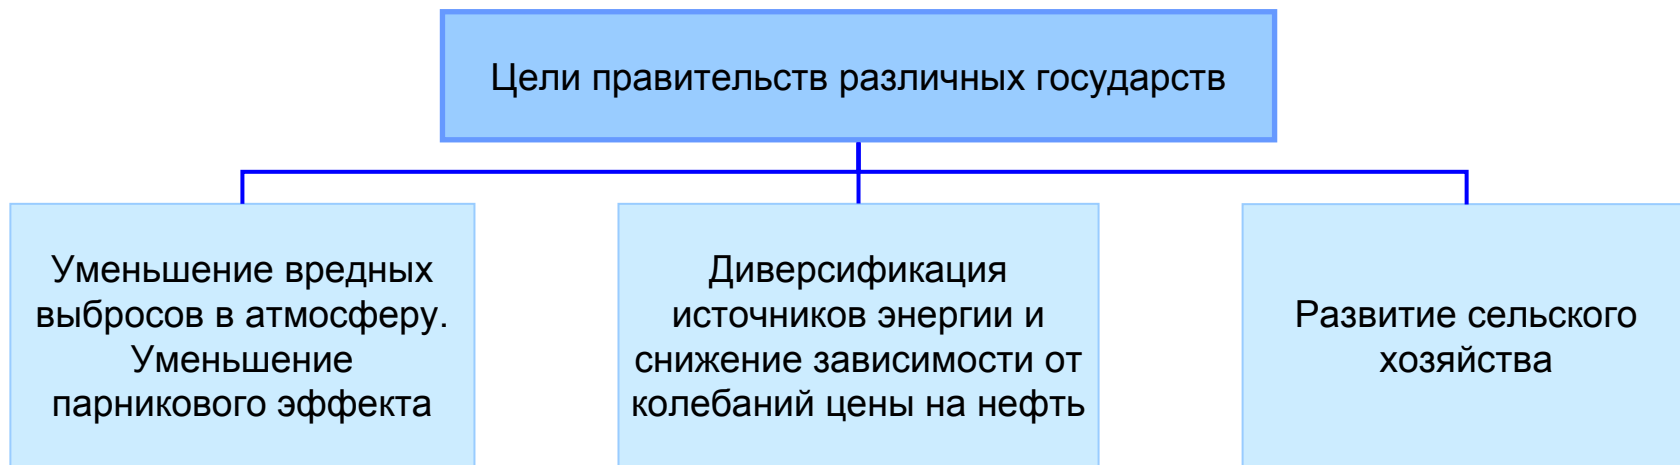 Цели правительств различных государств
Уменьшение вредных
выбросов в атмосферу.
Уменьшение
парникового эффекта
Диверсификация
источников энергии и
снижение зависимости от
колебаний цены на нефть
Развитие сельского
хозяйства